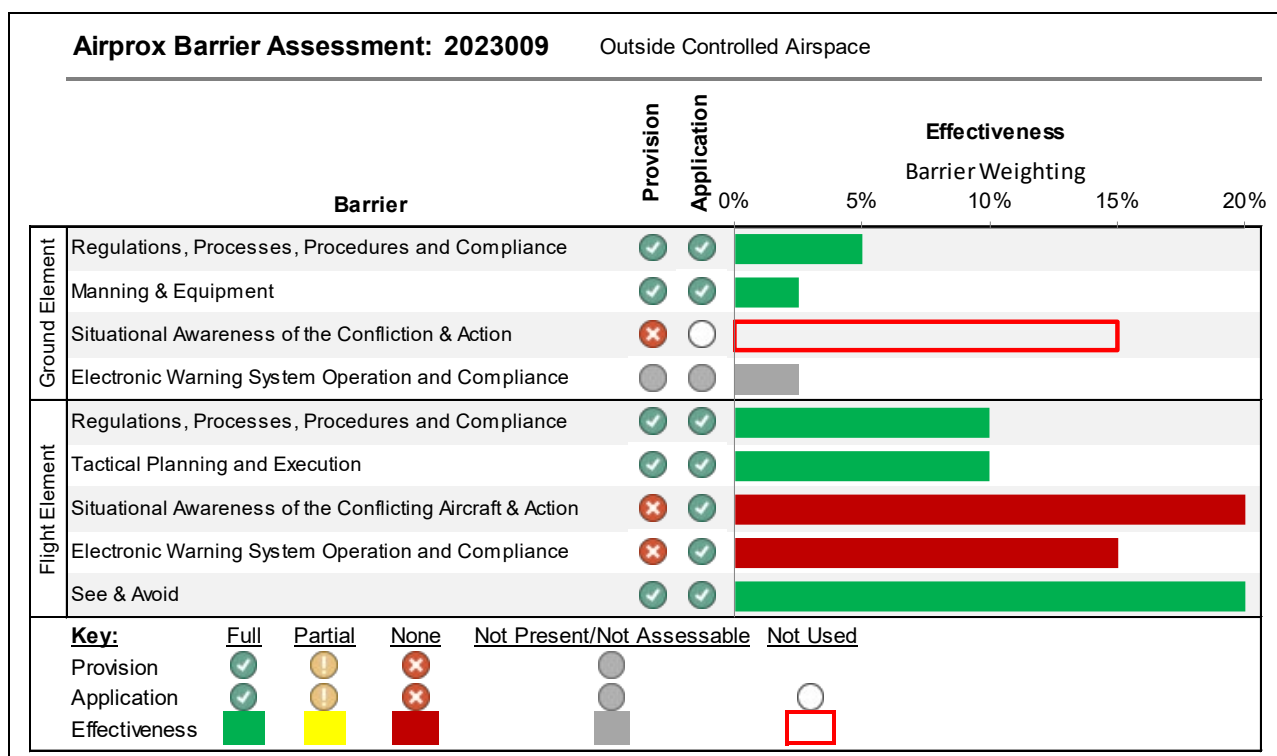 Airprox Barrier Assessment: 2023009 Outside Controlled Airspace
Barrier Provision Application Effectiveness
Barrier Weighting
0% 5% 10% 15% 20%
Ground Element
Regulations, Processes, Procedures and Compliance
Manning & Equipment
Situational Awareness of the Confliction & Action
Electronic Warning System Operation and Compliance
Flight Element
Regulations, Processes, Procedures and Compliance
Tactical Planning and Execution
Situational Awareness of the Conflicting Aircraft & Action
Electronic Warning System Operation and Compliance
See & Avoid
Key: Full Partial None Not Present/Not Assessable Not Used
Provision
Application
Effectiveness